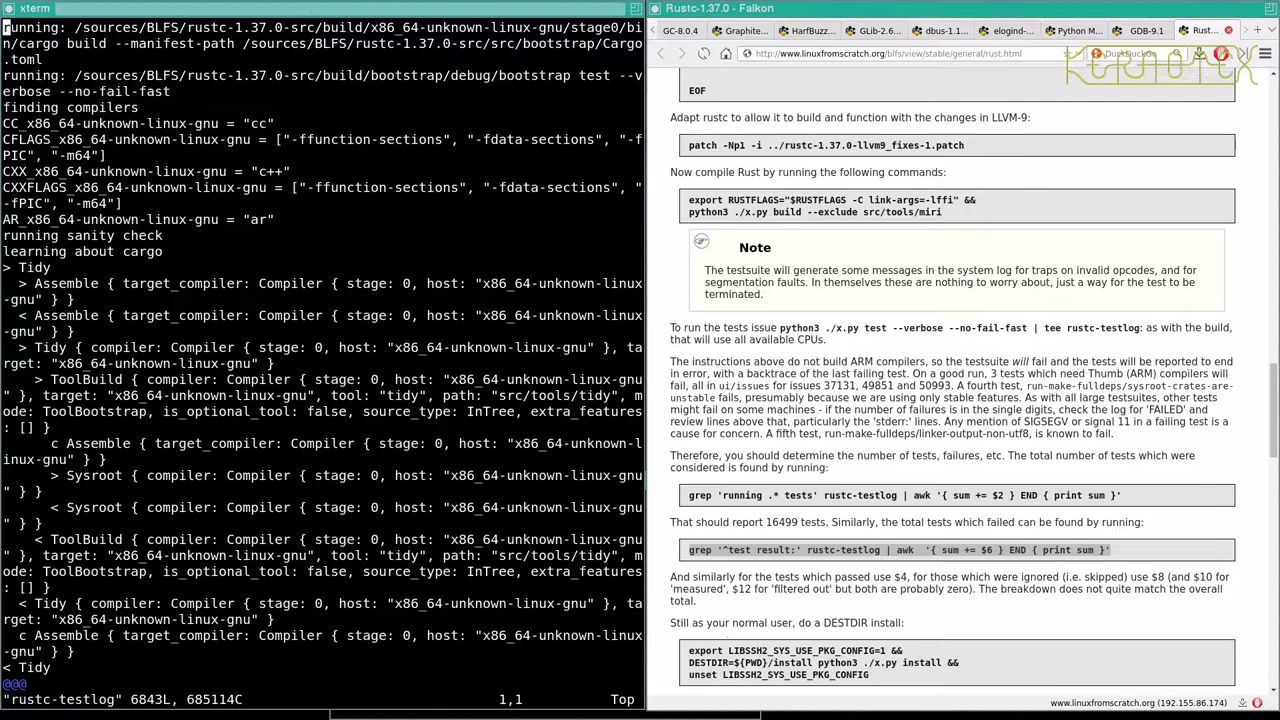 xterm
running: /sources/BLFS/rustc-1.37.0-src/build/x86_64-unknown-linux-gnu/stage0/bi
n/cargo build --manifest-path /sources/BLFS/rustc-1.37.0-src/src/bootstrap/Cargo
.toml
running: /sources/BLFS/rustc-1.37.0-src/build/bootstrap/debug/bootstrap test --v
erbose --no-fail-fast
finding compilers
CC_x86_64-unknown-linux-gnu = "cc"
CFLAGS_x86_64-unknown-linux-gnu = ["-ffunction-sections", "-fdata-sections", "-f
PIC", "-m64"]
CXX_x86_64-unknown-linux-gnu = "c++"
CXXFLAGS_x86_64-unknown-linux-gnu = ["-ffunction-sections", "-fdata-sections", "
-fPIC", "-m64"]
AR_x86_64-unknown-linux-gnu = "ar"
running sanity check
learning about cargo
> Tidy
  > Assemble { target_compiler: Compiler { stage: 0, host: "x86_64-unknown-linux
-gnu" } }
  < Assemble { target_compiler: Compiler { stage: 0, host: "x86_64-unknown-linux
-gnu" } }
  > Tidy { compiler: Compiler { stage: 0, host: "x86_64-unknown-linux-gnu" }, ta
rget: "x86_64-unknown-linux-gnu" }
    > ToolBuild { compiler: Compiler { stage: 0, host: "x86_64-unknown-linux-gnu
" }, target: "x86_64-unknown-linux-gnu", tool: "tidy", path: "src/tools/tidy", m
ode: ToolBootstrap, is_optional_tool: false, source_type: InTree, extra_features
: [] }
      c Assemble { target_compiler: Compiler { stage: 0, host: "x86_64-unknown-l
inux-gnu" } }
      > Sysroot { compiler: Compiler { stage: 0, host: "x86_64-unknown-linux-gnu
" } }
      < Sysroot { compiler: Compiler { stage: 0, host: "x86_64-unknown-linux-gnu
" } }
    < ToolBuild { compiler: Compiler { stage: 0, host: "x86_64-unknown-linux-gnu
" }, target: "x86_64-unknown-linux-gnu", tool: "tidy", path: "src/tools/tidy", m
ode: ToolBootstrap, is_optional_tool: false, source_type: InTree, extra_features
: [] }
  < Tidy { compiler: Compiler { stage: 0, host: "x86_64-unknown-linux-gnu" }, ta
rget: "x86_64-unknown-linux-gnu" }
  c Assemble { target_compiler: Compiler { stage: 0, host: "x86_64-unknown-linux
-gnu" } }
< Tidy
@@@
"rustc-testlog" 6843L, 685114C 1,1 Top
Rustc-1.37.0 - Falkon
GC-8.0.4 Graphite... HarfBuzz... GLib-2.6... dbus-1.1... elogind-... Python M... GDB-9.1 Rust...
http://www.linuxfromscratch.org/blfs/view/stable/general/rust.html DuckDuckGo
EOF
Adapt rustc to allow it to build and function with the changes in LLVM-9:
patch -Np1 -i ../rustc-1.37.0-llvm9_fixes-1.patch
Now compile Rust by running the following commands:
export RUSTFLAGS="$RUSTFLAGS -C link-args=-lffi" &&
python3 ./x.py build --exclude src/tools/miri
Note
The testsuite will generate some messages in the system log for traps on invalid opcodes, and for
segmentation faults. In themselves these are nothing to worry about, just a way for the test to be
terminated.
To run the tests issue python3 ./x.py test --verbose --no-fail-fast | tee rustc-testlog: as with the build,
that will use all available CPUs.
The instructions above do not build ARM compilers, so the testsuite will fail and the tests will be reported to end
in error, with a backtrace of the last failing test. On a good run, 3 tests which need Thumb (ARM) compilers will
fail, all in ui/issues for issues 37131, 49851 and 50993. A fourth test, run-make-fulldeps/sysroot-crates-are-
unstable fails, presumably because we are using only stable features. As with all large testsuites, other tests
might fail on some machines - if the number of failures is in the single digits, check the log for 'FAILED' and
review lines above that, particularly the 'stderr:' lines. Any mention of SIGSEGV or signal 11 in a failing test is a
cause for concern. A fifth test, run-make-fulldeps/linker-output-non-utf8, is known to fail.
Therefore, you should determine the number of tests, failures, etc. The total number of tests which were
considered is found by running:
grep 'running .* tests' rustc-testlog | awk '{ sum += $2 } END { print sum }'
That should report 16499 tests. Similarly, the total tests which failed can be found by running:
grep '^test result:' rustc-testlog | awk  '{ sum += $6 } END { print sum }'
And similarly for the tests which passed use $4, for those which were ignored (i.e. skipped) use $8 (and $10 for
'measured', $12 for 'filtered out' but both are probably zero). The breakdown does not quite match the overall
total.
Still as your normal user, do a DESTDIR install:
export LIBSSH2_SYS_USE_PKG_CONFIG=1 &&
DESTDIR=${PWD}/install python3 ./x.py install &&
unset LIBSSH2_SYS_USE_PKG_CONFIG
www.linuxfromscratch.org (192.155.86.174)